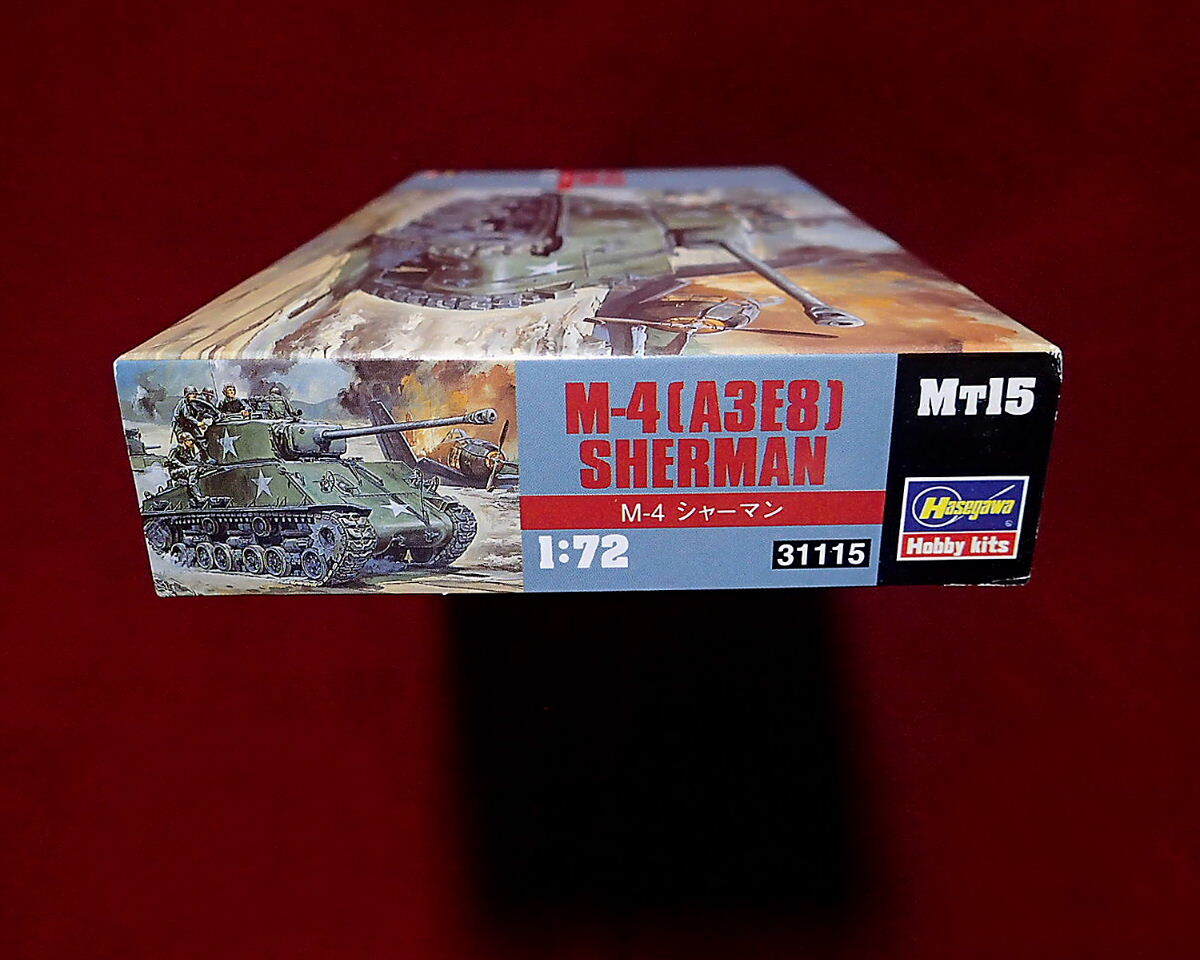 M-4(A3E8)
SHERMAN
M-4 シャーマン
1:72
31115
MT15
Hasegawa
Hobby kits